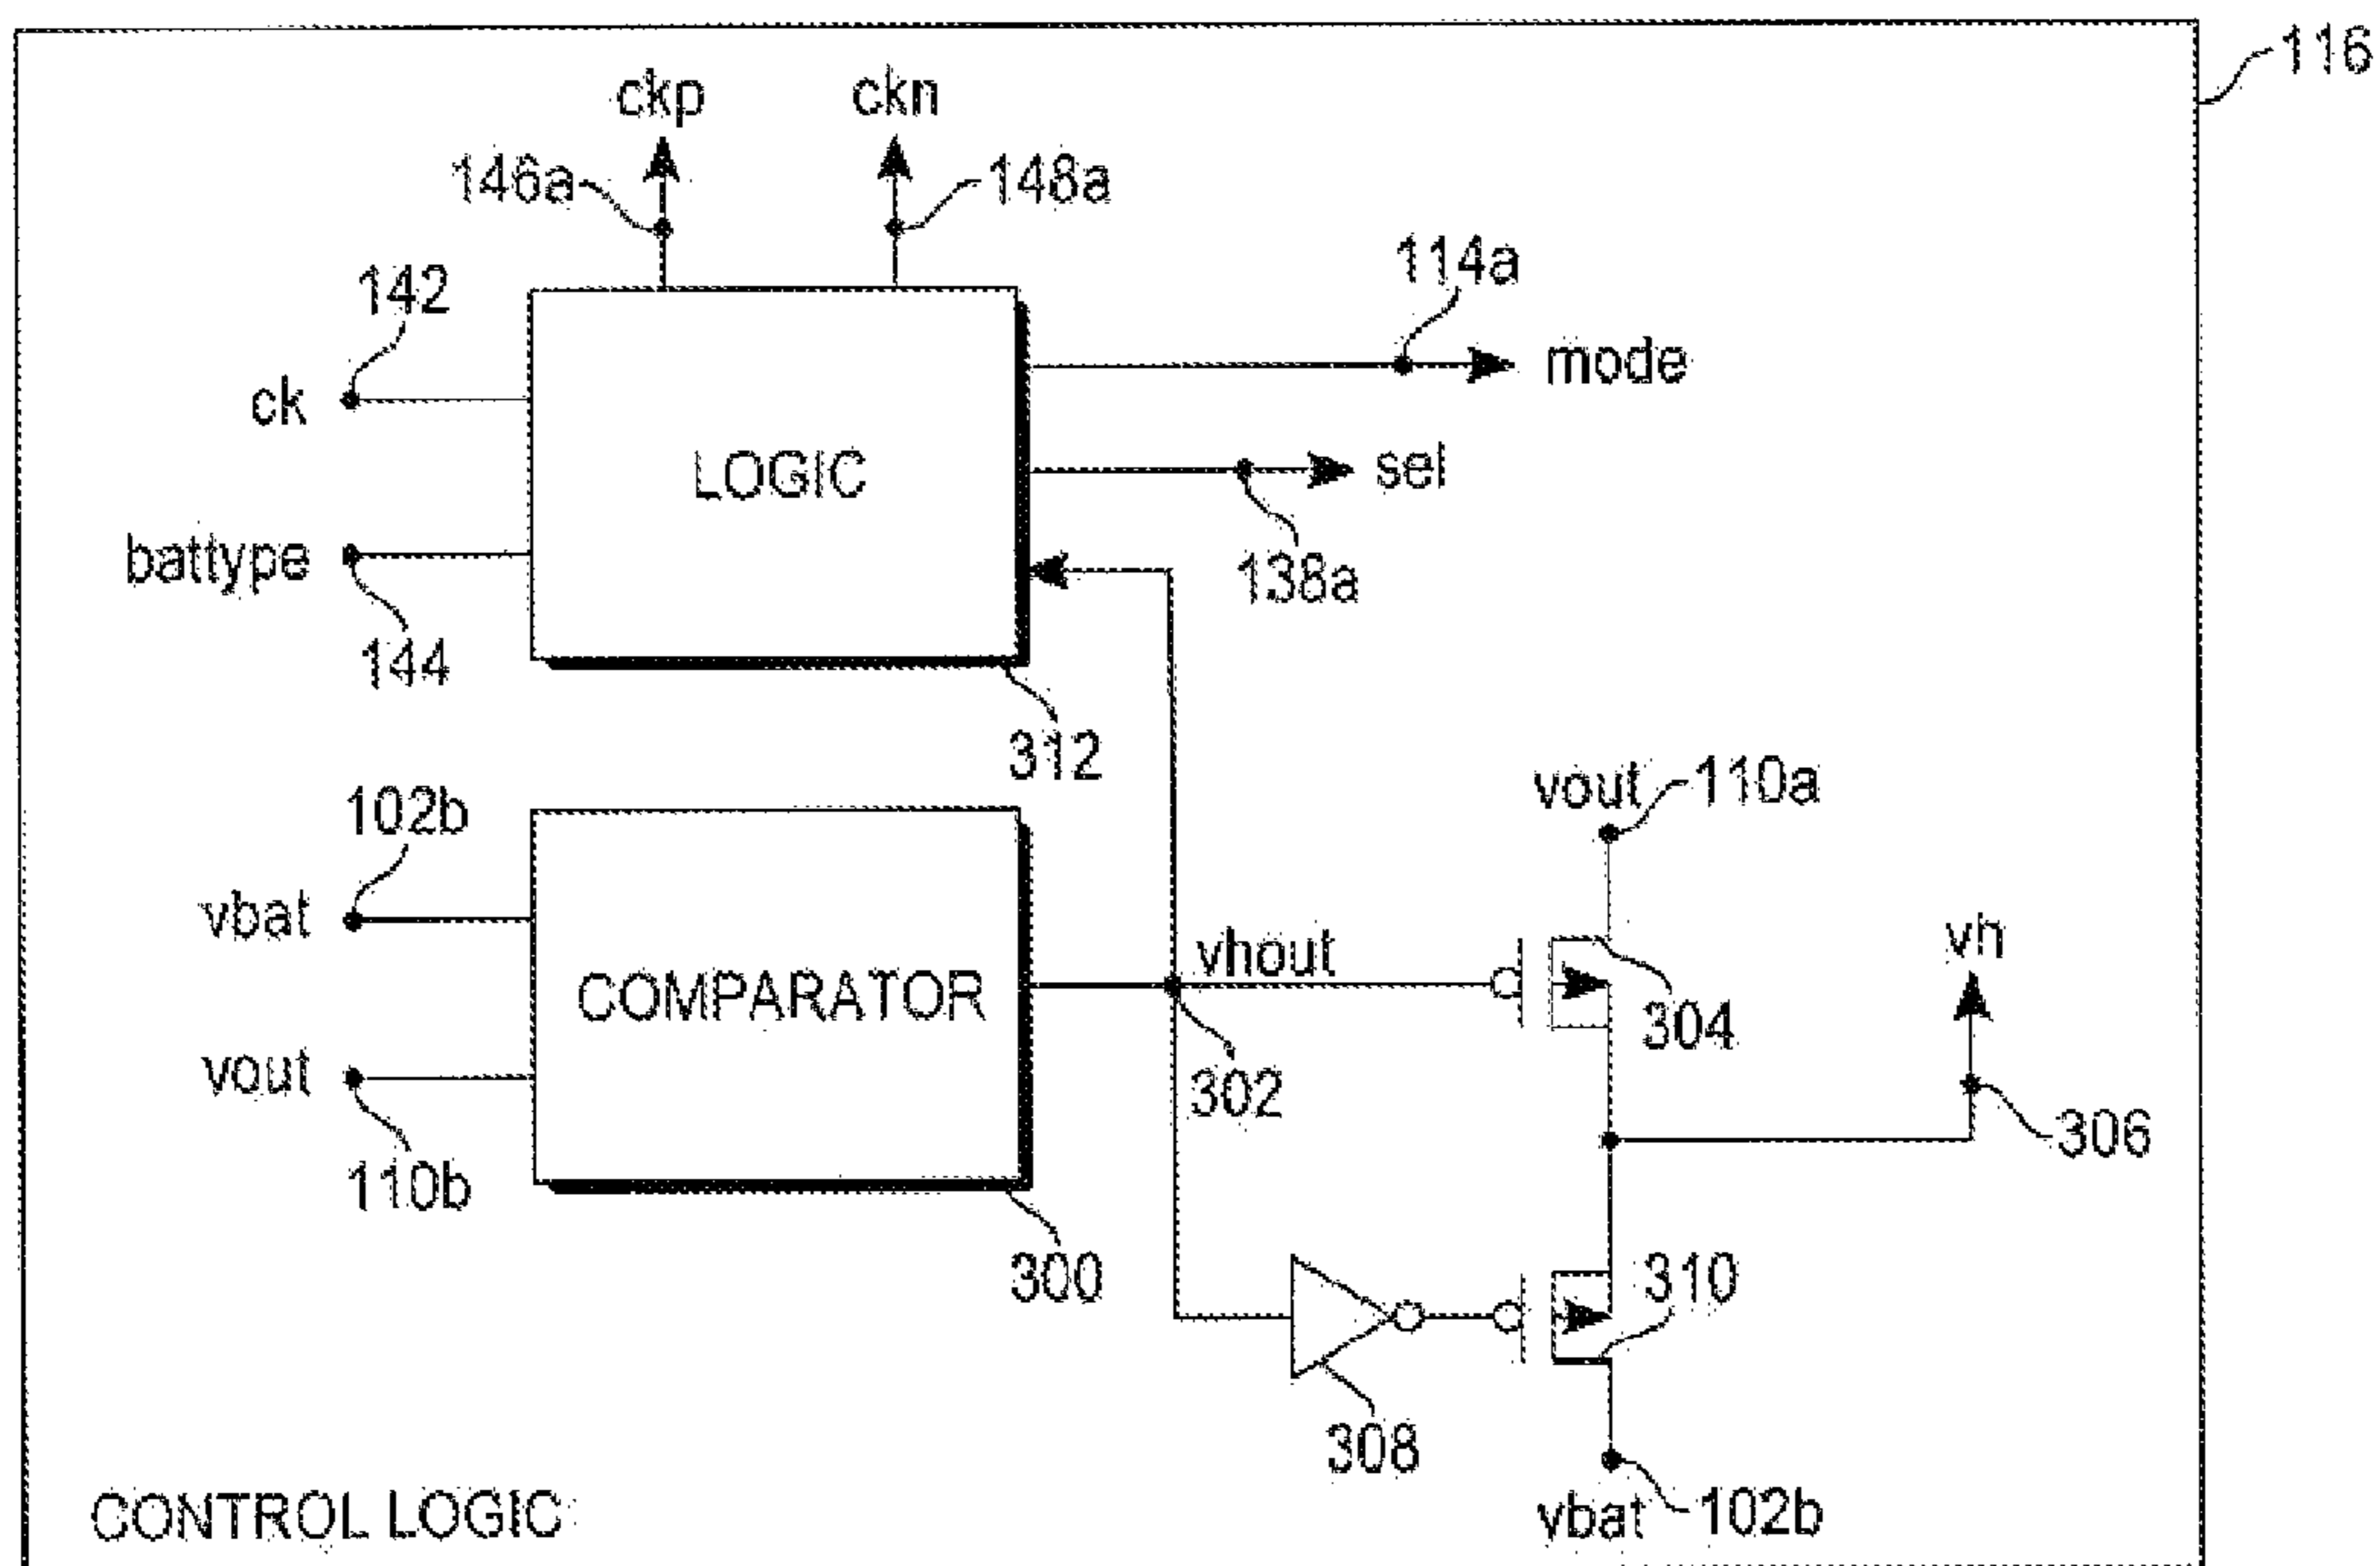 116
ckp
ckn
146a
148a
142
114a
ck
mode
LOGIC
sel
battype
138a
144
312
102b
vout
110a
vbat
vhout
vh
COMPARATOR
304
vout
302
306
110b
300
310
308
CONTROL LOGIC
vbat
102b